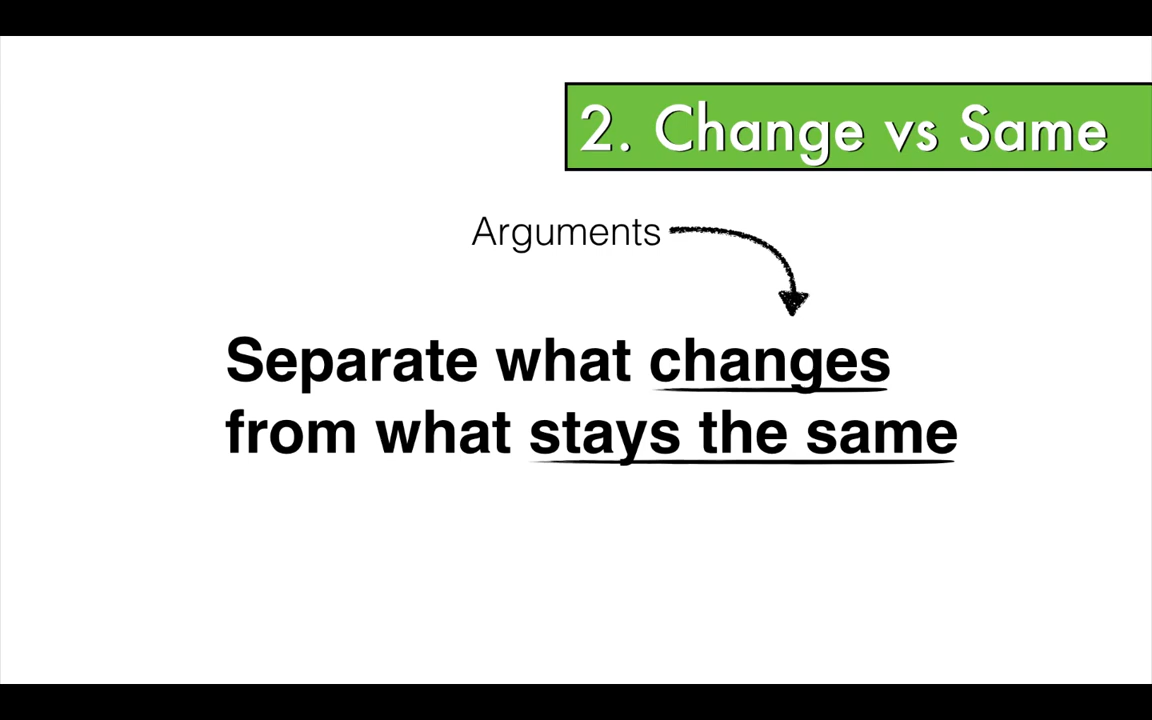 2. Change vs Same
Arguments
Separate what changes
from what stays the same